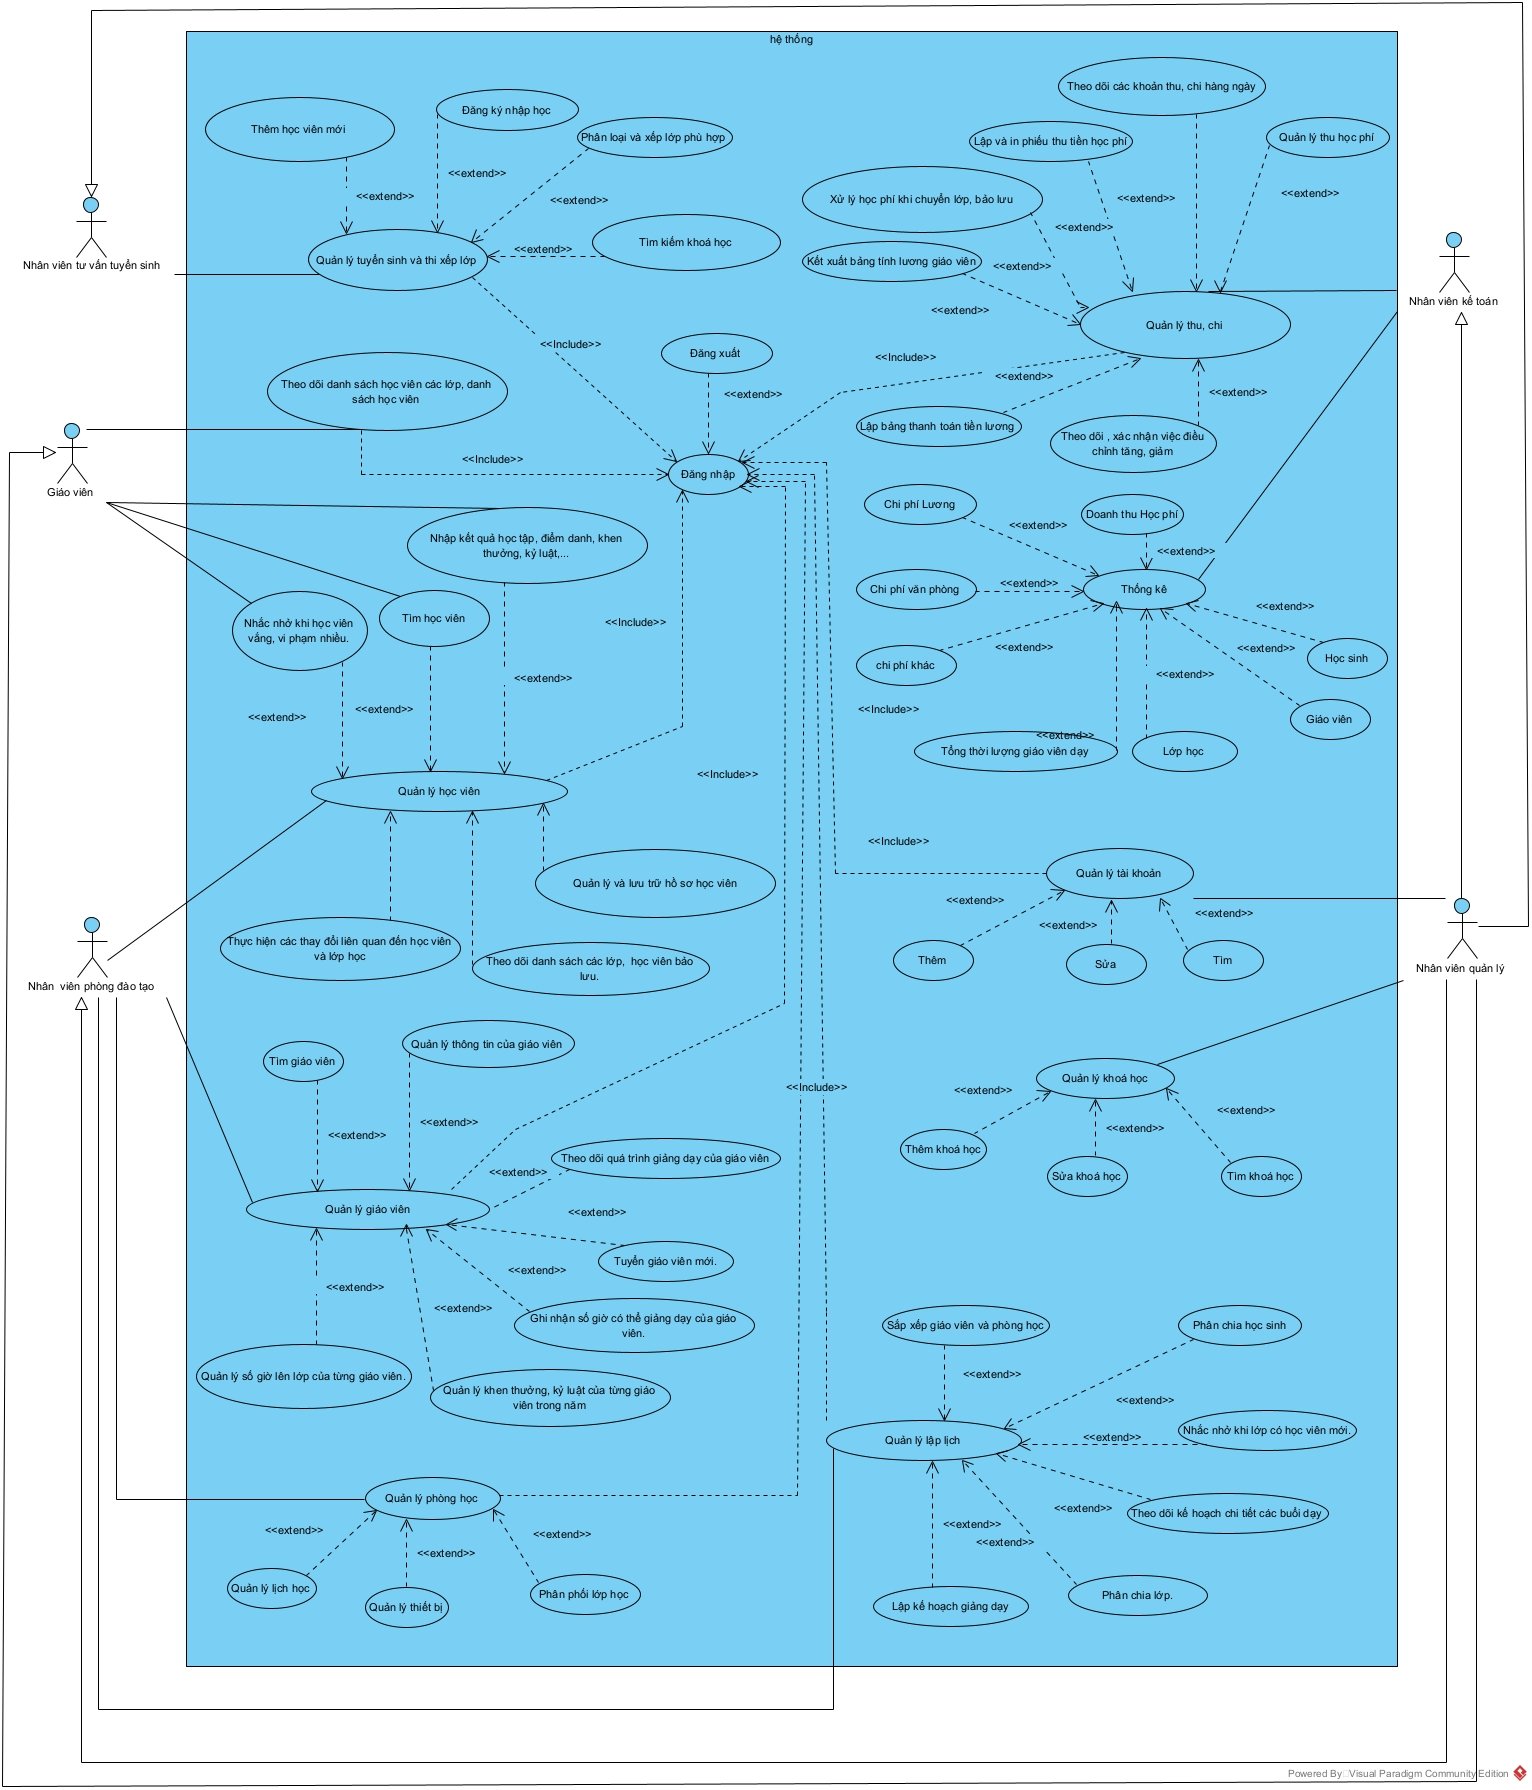 hệ thống
Theo dõi các khoản thu, chi hàng ngày
Thêm học viên mới
Đăng ký nhập học
Phân loại và xếp lớp phù hợp
Lập và in phiếu thu tiền học phí
Quản lý thu học phí
<<extend>>
<<extend>>
<<extend>>
<<extend>>
<<extend>>
Xử lý học phí khi chuyển lớp, bảo lưu
<<extend>>
Tìm kiếm khoá học
<<extend>>
<<extend>>
Nhân viên tư vấn tuyển sinh
Quản lý tuyển sinh và thi xếp lớp
Kết xuất bảng tính lương giáo viên
<<extend>>
Nhân viên kế toán
<<extend>>
Quản lý thu, chi
<<Include>>
Đăng xuất
<<Include>>
<<extend>>
Theo dõi danh sách học viên các lớp, danh
sách học viên
<<extend>>
<<extend>>
Lập bảng thanh toán tiền lương
Theo dõi , xác nhận việc điều
chỉnh tăng, giảm
<<Include>>
Đăng nhập
Giáo viên
Chi phí Lương
Doanh thu Học phí
<<extend>>
Nhập kết quả học tập, điểm danh, khen
thưởng, kỷ luật,...
<<extend>>
<<extend>>
Chi phí văn phòng
Thống kê
<<extend>>
Nhắc nhở khi học viên
vắng, vi phạm nhiều.
Tìm học viên
<<Include>>
<<extend>>
<<extend>>
Học sinh
chi phí khác
<<extend>>
<<extend>>
<<extend>>
<<extend>>
<<Include>>
Giáo viên
<<extend>>
Tổng thời lượng giáo viên dạy
Lớp học
<<Include>>
Quản lý học viên
<<Include>>
Quản lý tài khoản
Quản lý và lưu trữ hồ sơ học viên
<<extend>>
<<extend>>
<<extend>>
Thực hiện các thay đổi liên quan đến học viên
và lớp học
Theo dõi danh sách các lớp, học viên bảo
lưu.
Thêm
Sửa
Tìm
Nhân viên quản lý
Nhân viên phòng đào tạo
Quản lý thông tin của giáo viên
Tìm giáo viên
Quản lý khoá học
<<Include>>
<<extend>>
<<extend>>
<<extend>>
<<extend>>
<<extend>>
Thêm khoá học
Sửa khoá học
Tìm khoá học
Theo dõi quá trình giảng dạy của giáo viên
<<extend>>
Quản lý giáo viên
<<extend>>
Tuyển giáo viên mới.
<<extend>>
<<extend>>
<<extend>>
Ghi nhận số giờ có thể giảng dạy của giáo
viên.
Sắp xếp giáo viên và phòng học
Phân chia học sinh
Quản lý số giờ lên lớp của từng giáo viên.
Quản lý khen thưởng, kỷ luật của từng giáo
viên trong năm
<<extend>>
<<extend>>
Nhắc nhở khi lớp có học viên mới.
<<extend>>
Quản lý lập lịch
Quản lý phòng học
<<extend>>
Theo dõi kế hoạch chi tiết các buổi dạy
<<extend>>
<<extend>>
<<extend>>
<<extend>>
<<extend>>
Quản lý lịch học
Quản lý thiết bị
Phân phối lớp học
Lập kế hoạch giảng dạy
Phân chia lớp.
Powered By Visual Paradigm Community Edition